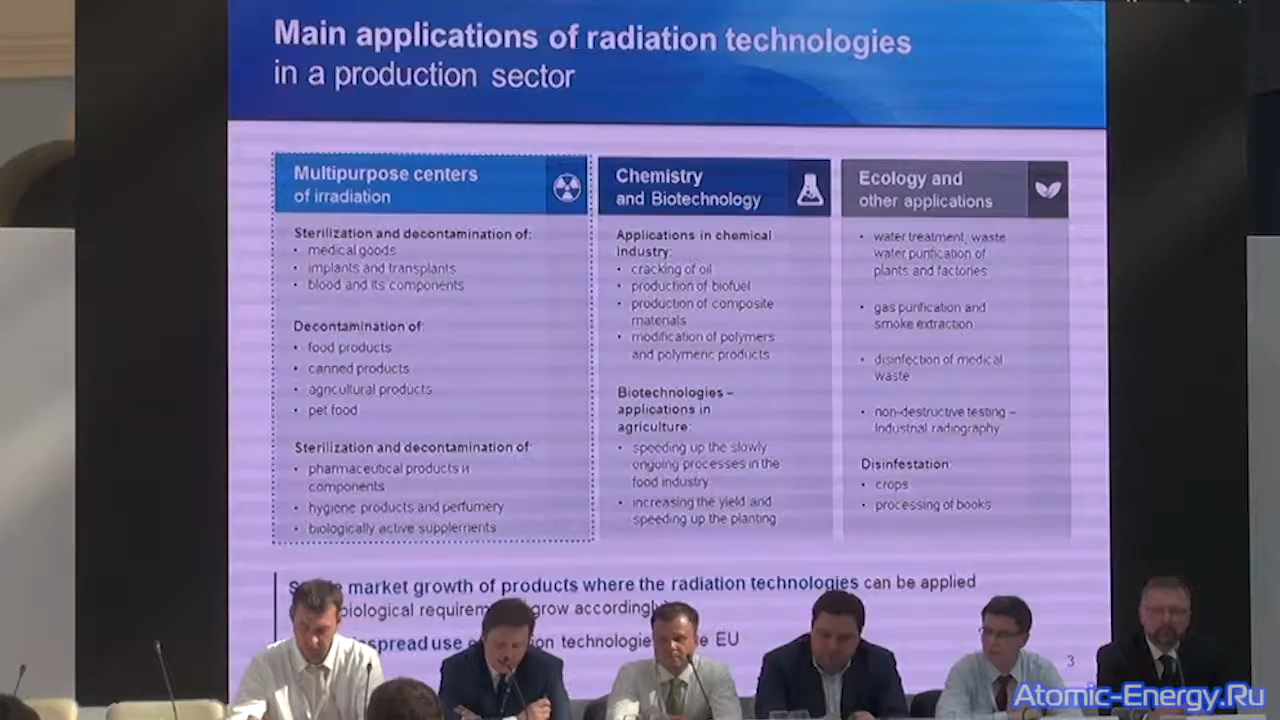 Main applications of radiation technologies
in a production sector
Multipurpose centers
of irradiation
Sterilization and decontamination of:
• medical goods
• implants and transplants
• blood and its components
Decontamination of:
• food products
• canned products
• agricultural products
• pet food
Sterilization and decontamination of:
• pharmaceutical products и
components
• hygiene products and perfumery
• biologically active supplements
Chemistry
and Biotechnology
Applications in chemical
industry:
• cracking of oil
• production of biofuel
• production of composite
materials
• modification of polymers
and polymeric products
Biotechnologies –
applications in
agriculture:
• speeding up the slowly
ongoing processes in the
food industry
• increasing the yield and
speeding up the planting
Ecology and
other applications
• water treatment, waste
water purification of
plants and factories
• gas purification and
smoke extraction
• disinfection of medical
waste
• non-destructive testing –
Industrial radiography
Disinfestation:
• crops
• processing of books
market growth of products where the radiation technologies can be applied
biological grow accordingly
use technologie EU
3
Atomic-Energy.Ru